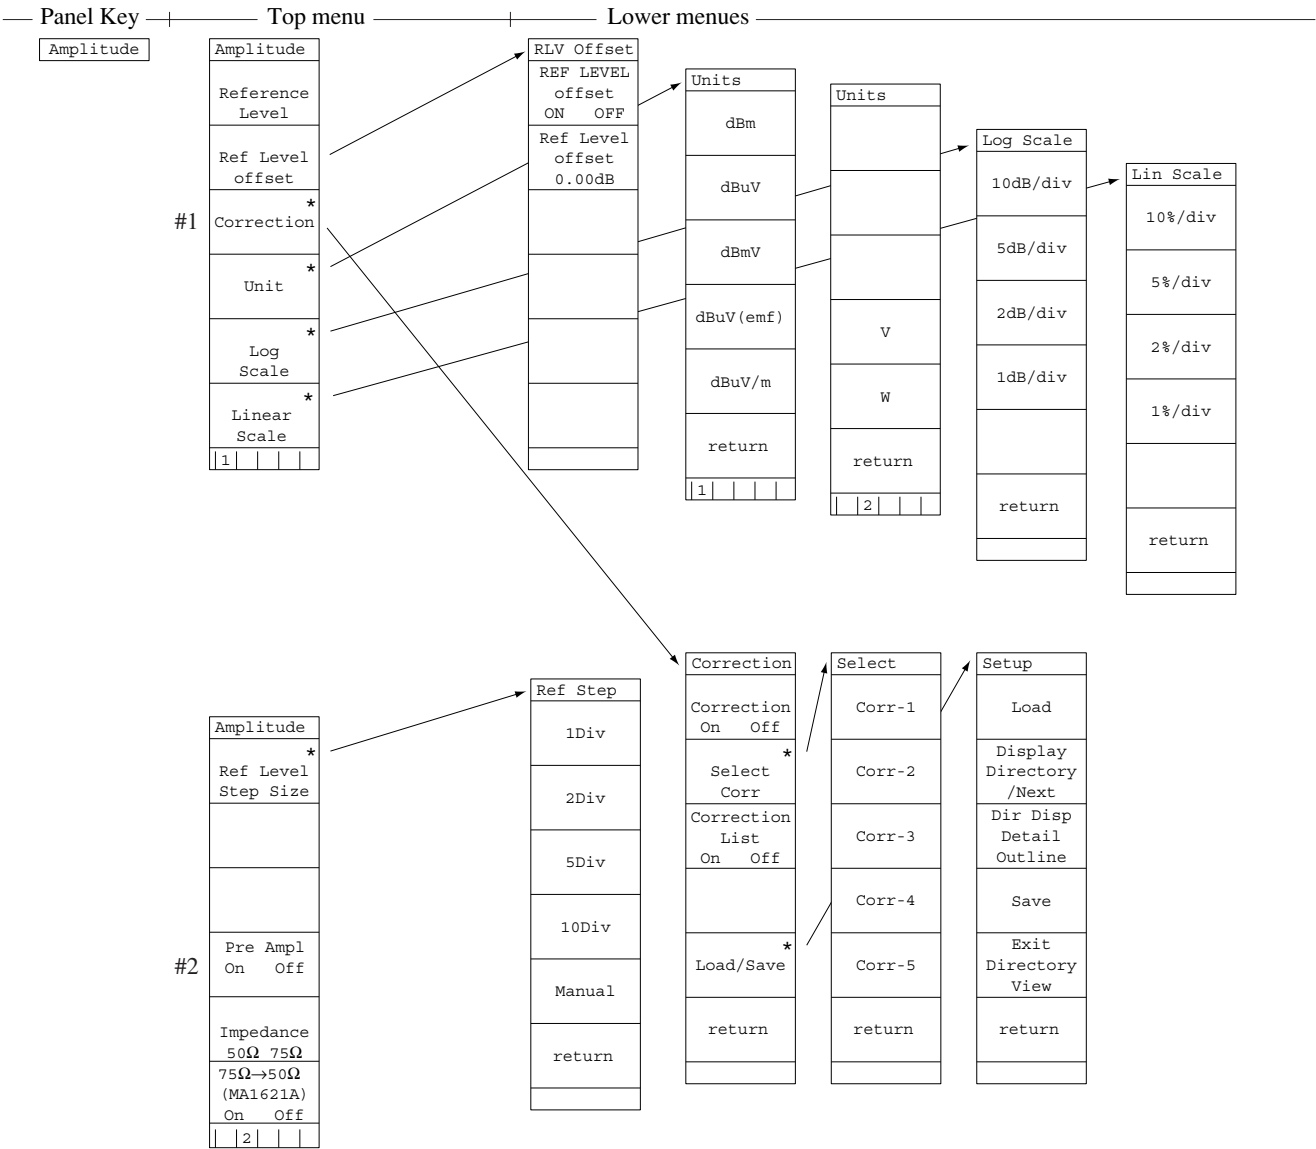 Panel Key
Top menu
Lower menues
Amplitude
#1
Amplitude
Reference
Level
Ref Level
offset
*
Correction
*
Unit
*
Log
Scale
*
Linear
Scale
1
RLV Offset
REF LEVEL
offset
ON OFF
Ref Level
offset
0.00dB
Units
dBm
dBuV
dBmV
dBuV(emf)
dBuV/m
return
1
Units
V
W
return
2
Log Scale
10dB/div
5dB/div
2dB/div
1dB/div
return
Lin Scale
10%/div
5%/div
2%/div
1%/div
return
#2
Amplitude
*
Ref Level
Step Size
Pre Ampl
On Off
Impedance
50Ω 75Ω
75Ω→50Ω
(MA1621A)
On Off
2
Ref Step
1Div
2Div
5Div
10Div
Manual
return
Correction
Correction
On Off
*
Select
Corr
Correction
List
On Off
*
Load/Save
return
Select
Corr-1
Corr-2
Corr-3
Corr-4
Corr-5
return
Setup
Load
Display
Directory
/Next
Dir Disp
Detail
Outline
Save
Exit
Directory
View
return